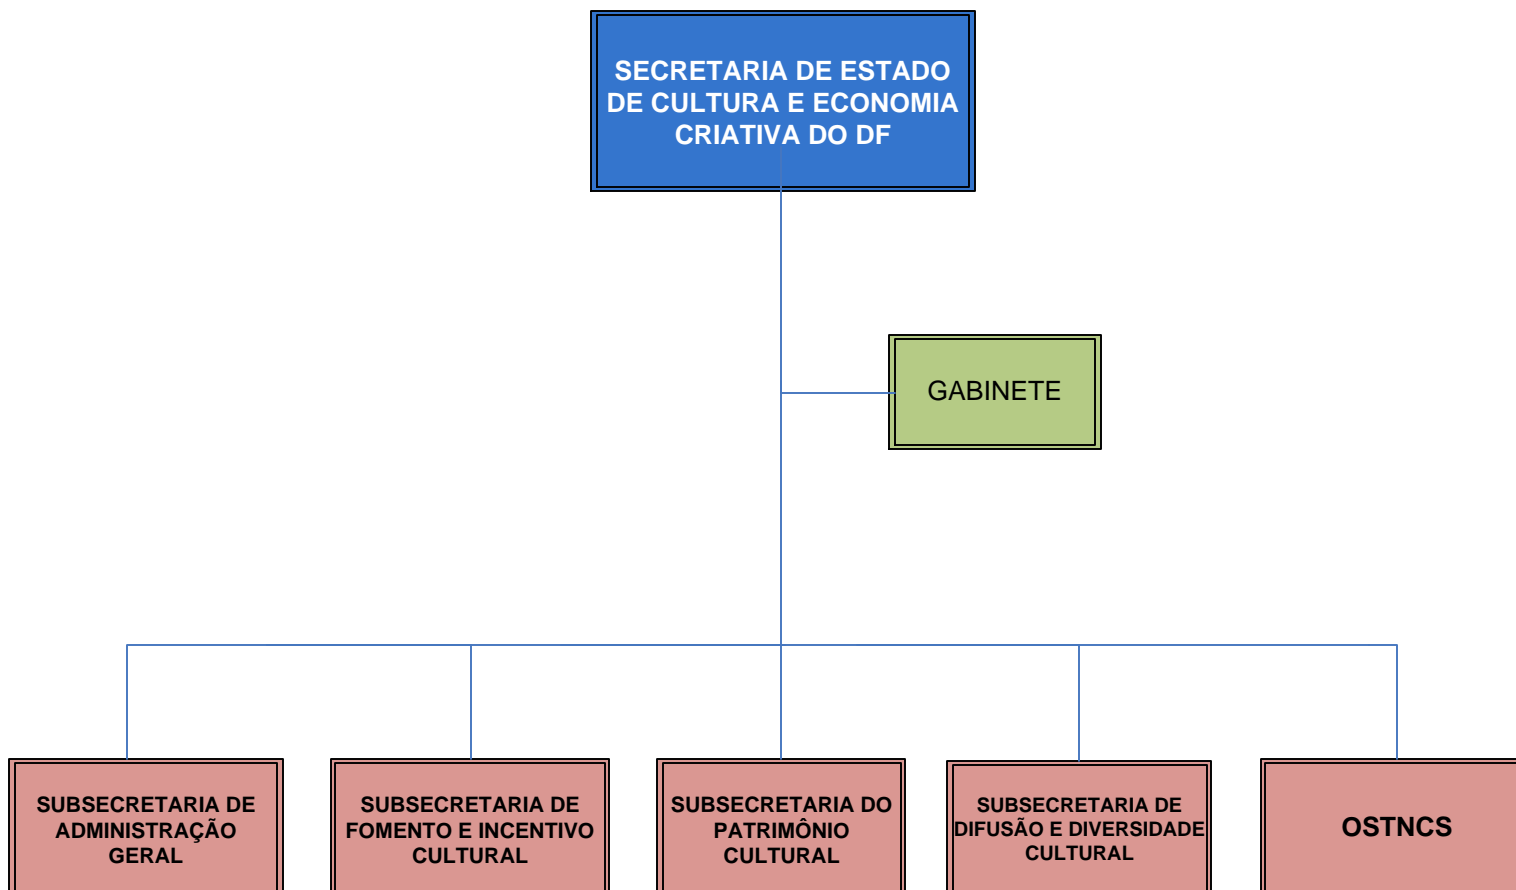 SECRETARIA DE ESTADO
DE CULTURA E ECONOMIA
CRIATIVA DO DF
GABINETE
SUBSECRETARIA DE
ADMINISTRAÇÃO
GERAL
SUBSECRETARIA DE
FOMENTO E INCENTIVO
CULTURAL
SUBSECRETARIA DO
PATRIMÔNIO
CULTURAL
SUBSECRETARIA DE
DIFUSÃO E DIVERSIDADE
CULTURAL
OSTNCS